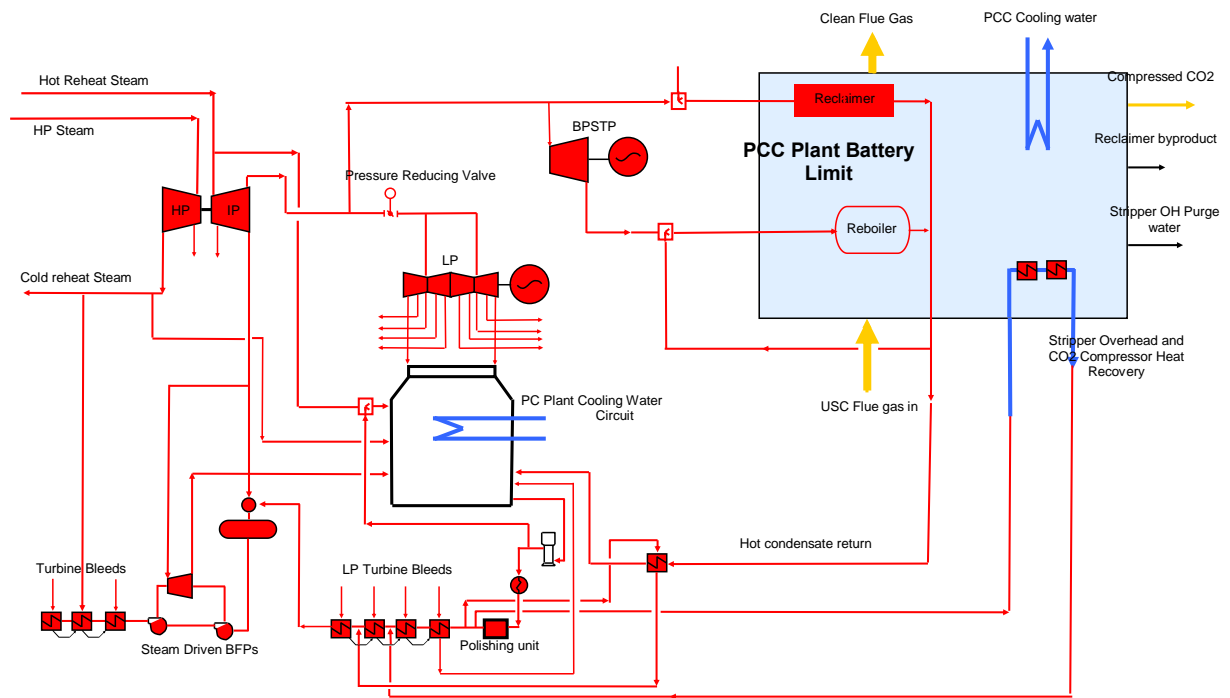 Clean Flue Gas
PCC Cooling water
Hot Reheat Steam
Compressed CO2
HP Steam
Reclaimer
BPSTP
PCC Plant Battery
Limit
Reclaimer byproduct
Pressure Reducing Valve
HP
IP
Stripper OH Purge
water
Reboiler
LP
Cold reheat Steam
Stripper Overhead and
CO2 Compressor Heat
Recovery
PC Plant Cooling Water
Circuit
USC Flue gas in
Hot condensate return
Turbine Bleeds
LP Turbine Bleeds
Steam Driven BFPs
Polishing unit